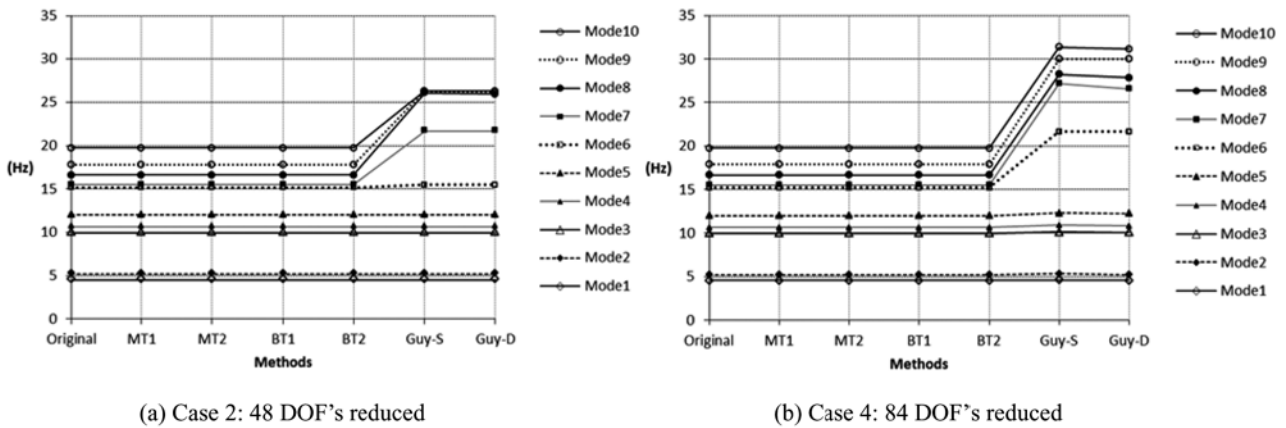 35
30
25
20
(Hz)
15
10
5
0
Original MT1 MT2 BT1 BT2 Guy-S Guy-D
Methods
Mode10
Mode9
Mode8
Mode7
Mode6
Mode5
Mode4
Mode3
Mode2
Mode1
(a) Case 2: 48 DOF's reduced
35
30
25
20
(Hz)
15
10
5
0
Original MT1 MT2 BT1 BT2 Guy-S Guy-D
Methods
Mode10
Mode9
Mode8
Mode7
Mode6
Mode5
Mode4
Mode3
Mode2
Mode1
(b) Case 4: 84 DOF's reduced